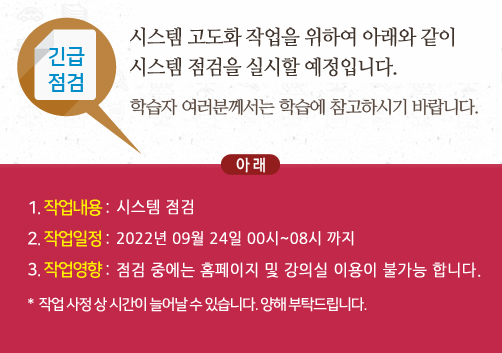 긴급
점검
시스템 고도화 작업을 위하여 아래와 같이
시스템 점검을 실시할 예정입니다.
학습자 여러분께서는 학습에 참고하시기 바랍니다.
아 래
1. 작업내용 : 시스템 점검
2. 작업일정 : 2022년 09월 24일 00시~08시 까지
3. 작업영향 : 점검 중에는 홈페이지 및 강의실 이용이 불가능 합니다.
* 작업 사정 상 시간이 늘어날 수 있습니다. 양해 부탁드립니다.